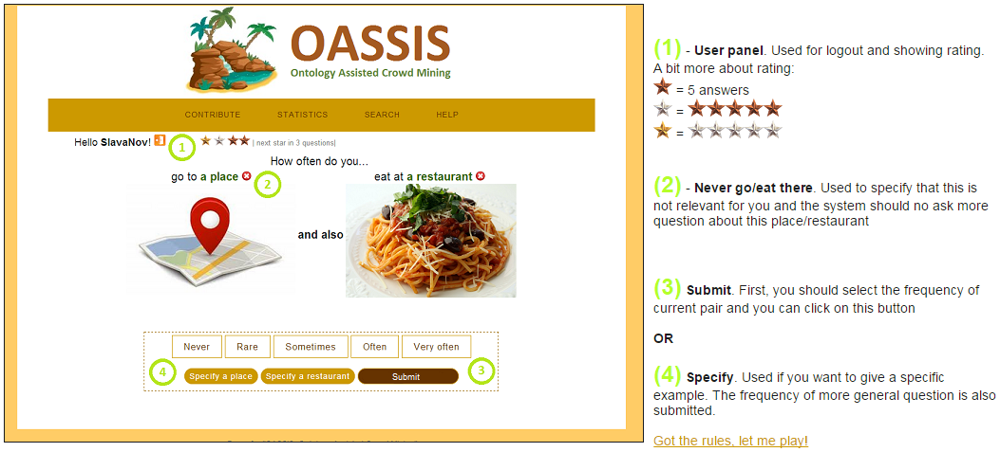 OASSIS
Ontology Assisted Crowd Mining
CONTRIBUTE STATISTICS SEARCH HELP
Hello SlavaNov! 1 | next star in 3 questions|
How often do you...
go to a place 2 eat at a restaurant
and also
Never Rare Sometimes Often Very often
4 Specify a place Specify a restaurant Submit 3
(1) - User panel. Used for logout and showing rating.
A bit more about rating:
= 5 answers
=
=
(2) - Never go/eat there. Used to specify that this is
not relevant for you and the system should no ask more
question about this place/restaurant
(3) Submit. First, you should select the frequency of
current pair and you can click on this button
OR
(4) Specify. Used if you want to give a specific
example. The frequency of more general question is also
submitted.
Got the rules, let me play!